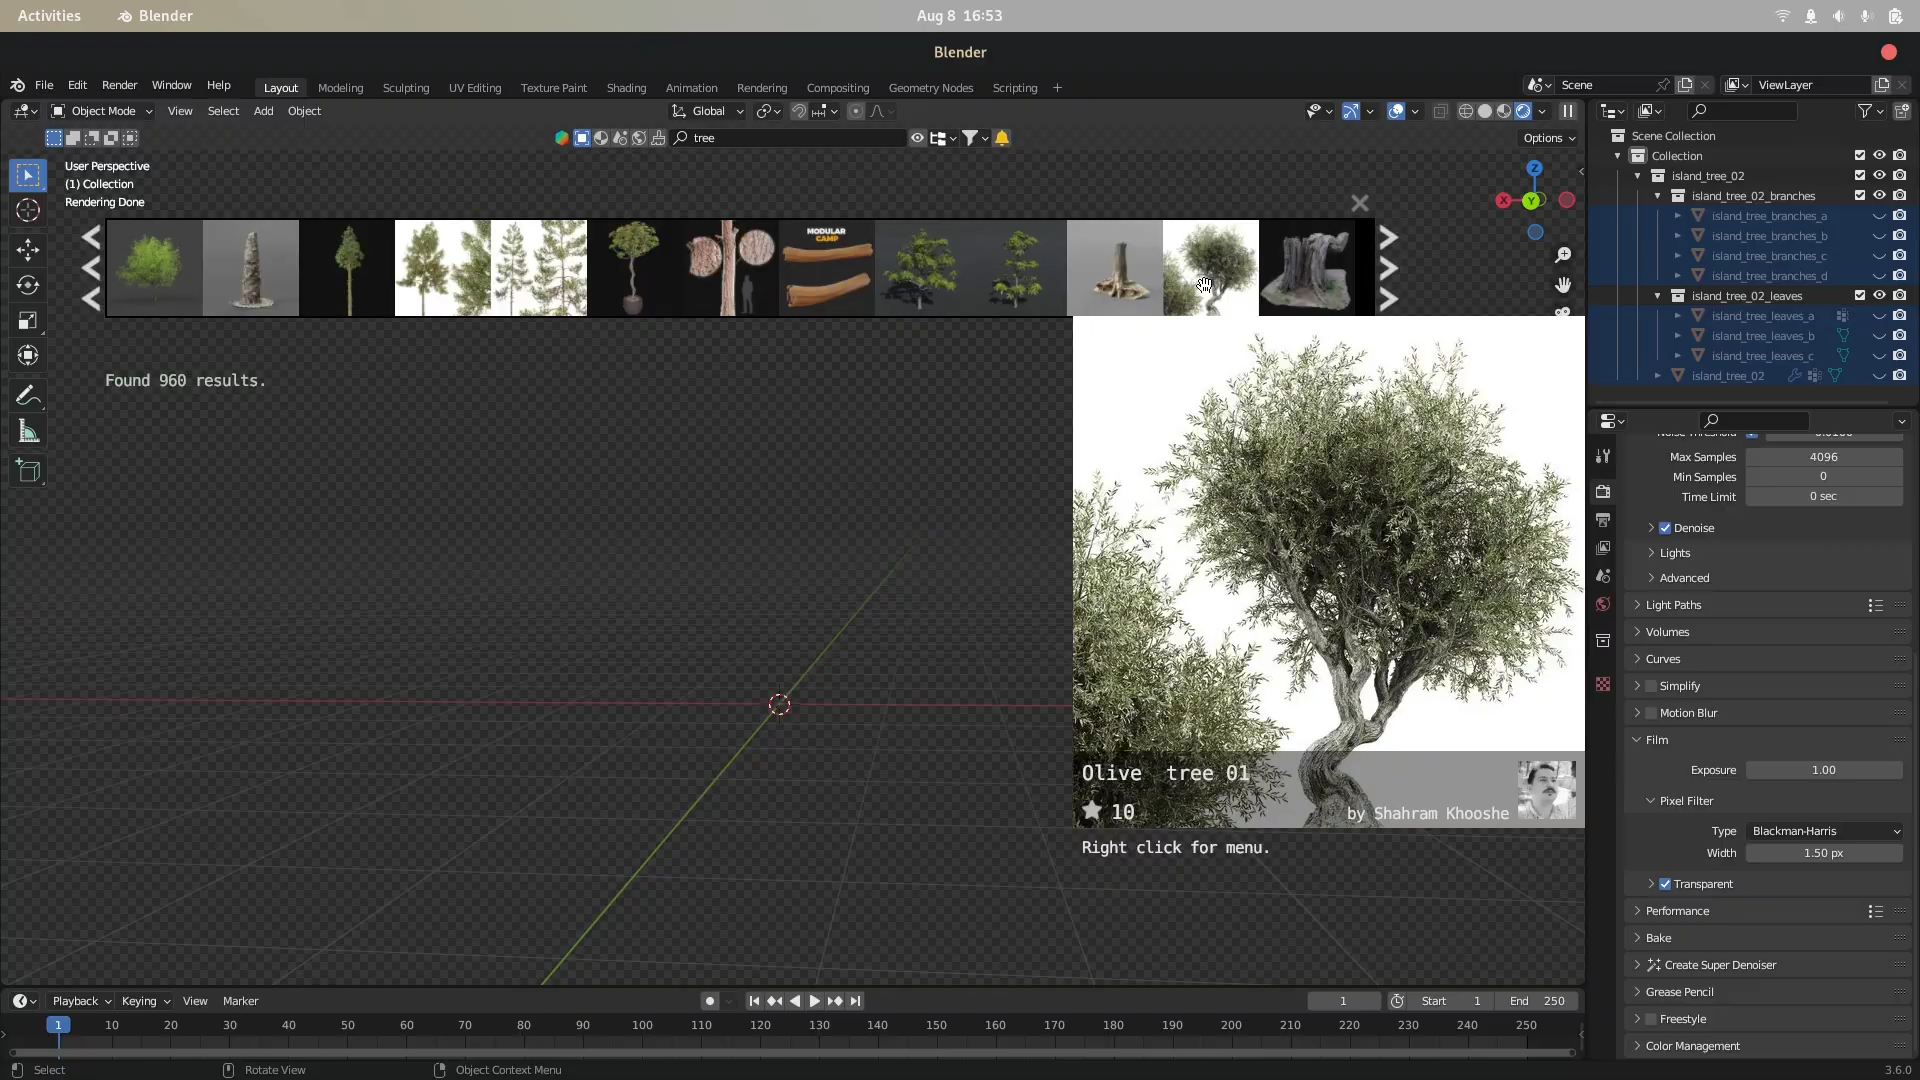 Activities Blender Aug 8 16:53
Blender
File Edit Render Window Help Layout Modeling Sculpting UV Editing Texture Paint Shading Animation Rendering Compositing Geometry Nodes Scripting + Scene ViewLayer
Object Mode View Select Add Object Global
tree Options
User Perspective
(1) Collection
Rendering Done
Z
X
Y
MODULAR
CAMP
Found 960 results.
Olive tree 01
10
by Shahram Khooshe
Right click for menu.
Scene Collection
Collection
island_tree_02
island_tree_02_branches
island_tree_branches_a
island_tree_branches_b
island_tree_branches_c
island_tree_branches_d
island_tree_02_leaves
island_tree_leaves_a
island_tree_leaves_b
island_tree_leaves_c
island_tree_02
Max Samples 4096
Min Samples 0
Time Limit 0 sec
Denoise
Lights
Advanced
Light Paths
Volumes
Curves
Simplify
Motion Blur
Film
Exposure 1.00
Pixel Filter
Type Blackman-Harris
Width 1.50 px
Transparent
Performance
Bake
Create Super Denoiser
Grease Pencil
Freestyle
Color Management
Playback Keying View Marker 1 Start 1 End 250
1 10 20 30 40 50 60 70 80 90 100 110 120 130 140 150 160 170 180 190 200 210 220 230 240 250
Select Rotate View Object Context Menu 3.6.0